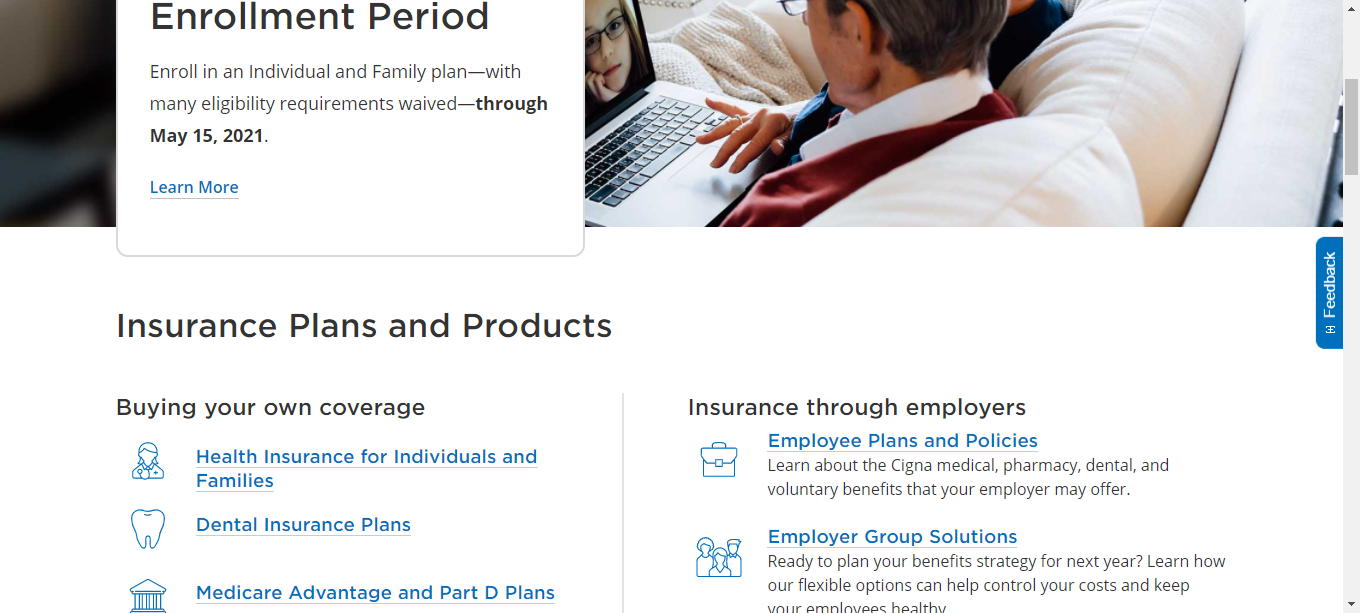 Enrollment Period
Enroll in an Individual and Family plan—with
many eligibility requirements waived—through
May 15, 2021.
Learn More
Feedback
Insurance Plans and Products
Buying your own coverage
Health Insurance for Individuals and
Families
Dental Insurance Plans
Medicare Advantage and Part D Plans
Insurance through employers
Employee Plans and Policies
Learn about the Cigna medical, pharmacy, dental, and
voluntary benefits that your employer may offer.
Employer Group Solutions
Ready to plan your benefits strategy for next year? Learn how
our flexible options can help control your costs and keep
your employees healthy